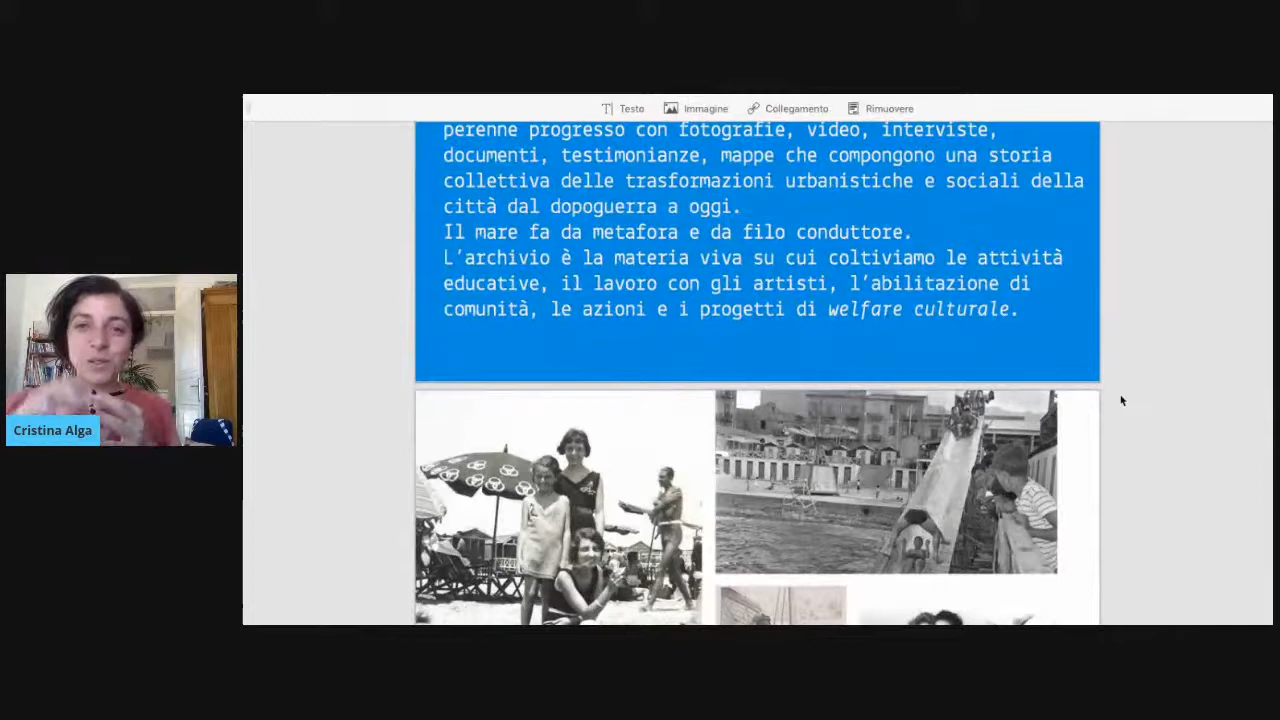 Testo Immagine Collegamento Rimuovere
perenne progresso con fotografie, video, interviste,
documenti, testimonianze, mappe che compongono una storia
collettiva delle trasformazioni urbanistiche e sociali della
città dal dopoguerra a oggi.
Il mare fa da metafora e da filo conduttore.
L'archivio è la materia viva su cui coltiviamo le attività
educative, il lavoro con gli artisti, l'abilitazione di
comunità, le azioni e i progetti di welfare culturale.
Cristina Alga